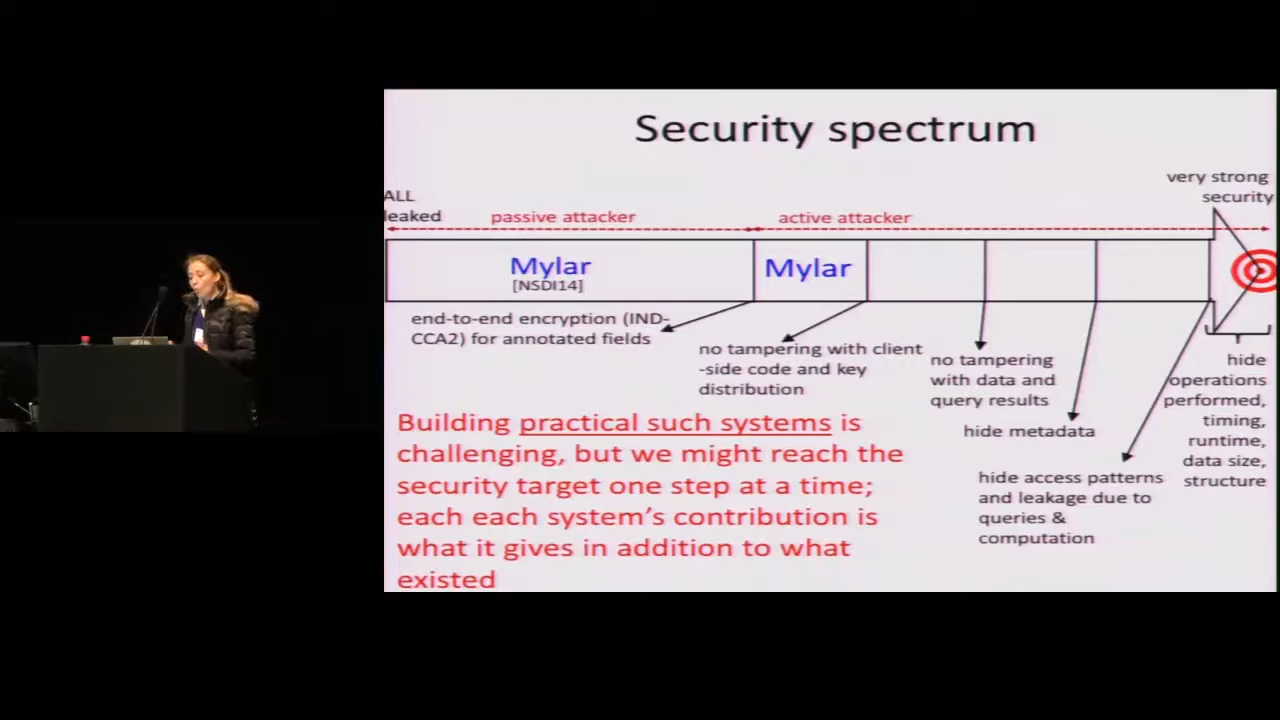 Security spectrum
very strong
security
ALL
leaked
passive attacker
active attacker
Mylar
[NSDI14]
Mylar
end-to-end encryption (IND-
CCA2) for annotated fields
no tampering with client
-side code and key
distribution
no tampering
with data and
query results
hide metadata
hide access patterns
and leakage due to
queries &
computation
hide
operations
performed,
timing,
runtime,
data size,
structure
Building practical such systems is
challenging, but we might reach the
security target one step at a time;
each each system's contribution is
what it gives in addition to what
existed